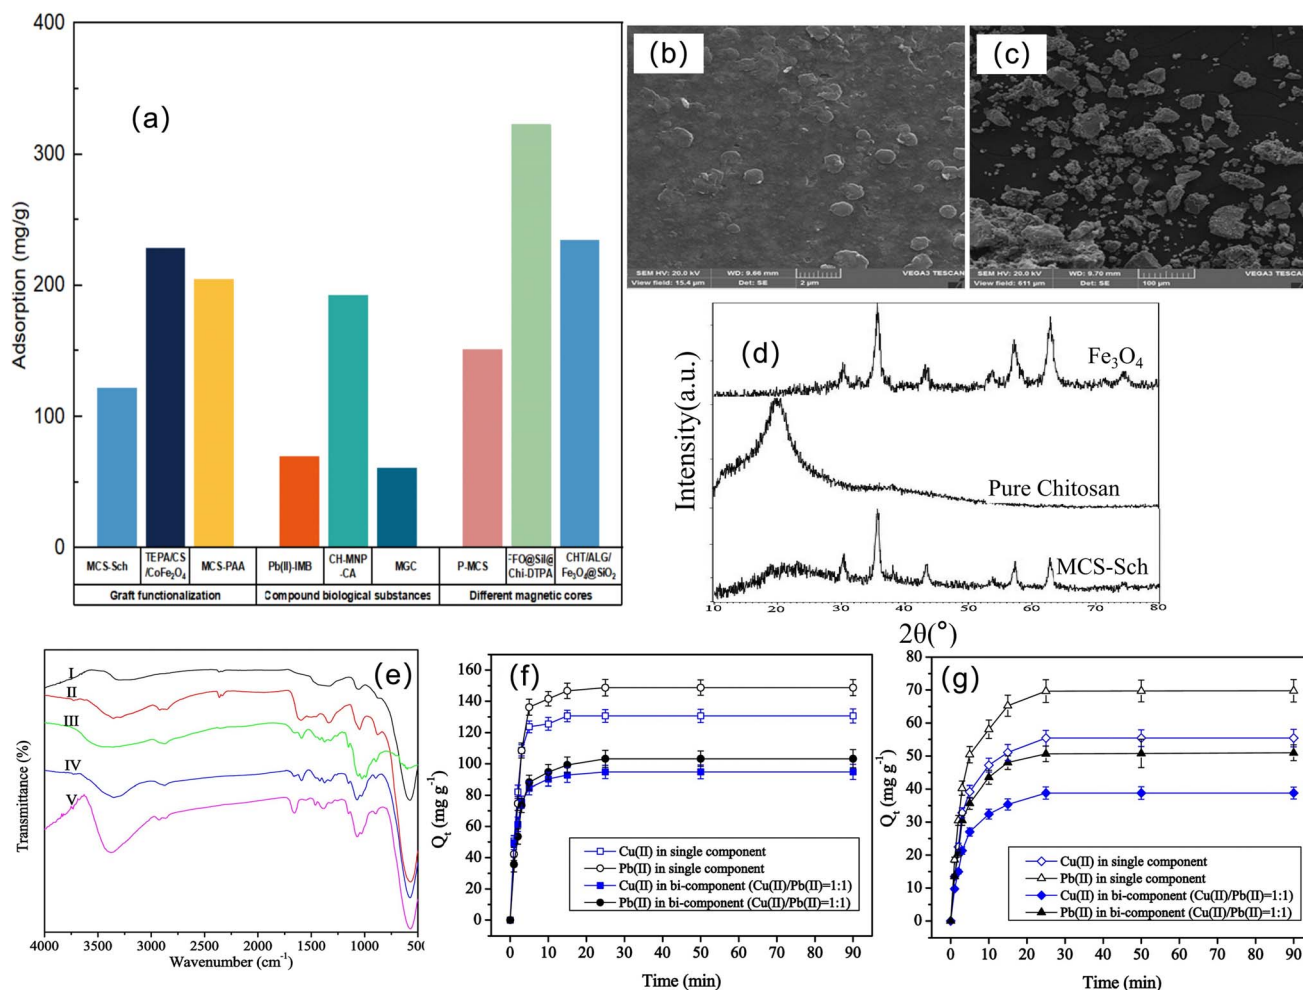 (a)
Adsorption (mg/g)
400
300
200
100
0
MCS-Sch
TEPA/CS
/CoFe₂O₄
MCS-PAA
Pb(II)-IMB
CH-MNP
-CA
MGC
P-MCS
FFO@Sil@
Chi-DTPA
CHT/ALG/
Fe₃O₄@SiO₂
Graft functionalization
Compound biological substances
Different magnetic cores
(b)
SEM HV: 20.0 kV
WD: 9.66 mm
VEGA3 TESCAN
View field: 15.4 μm
Det: SE
2 μm
(c)
SEM HV: 20.0 kV
WD: 9.70 mm
VEGA3 TESCAN
View field: 611 μm
Det: SE
100 μm
(d)
Intensity(a.u.)
Fe₃O₄
Pure Chitosan
MCS-Sch
10 20 30 40 50 60 70 80
2θ(°)
(e)
Transmittance (%)
I
II
III
IV
V
4000 3500 3000 2500 2000 1500 1000 500
Wavenumber (cm⁻¹)
(f)
Qt (mg g⁻¹)
160
140
120
100
80
60
40
20
0
Cu(II) in single component
Pb(II) in single component
Cu(II) in bi-component (Cu(II)/Pb(II)=1:1)
Pb(II) in bi-component (Cu(II)/Pb(II)=1:1)
0 10 20 30 40 50 60 70 80 90
Time (min)
(g)
Qt (mg g⁻¹)
80
70
60
50
40
30
20
10
0
Cu(II) in single component
Pb(II) in single component
Cu(II) in bi-component (Cu(II)/Pb(II)=1:1)
Pb(II) in bi-component (Cu(II)/Pb(II)=1:1)
0 10 20 30 40 50 60 70 80 90
Time (min)